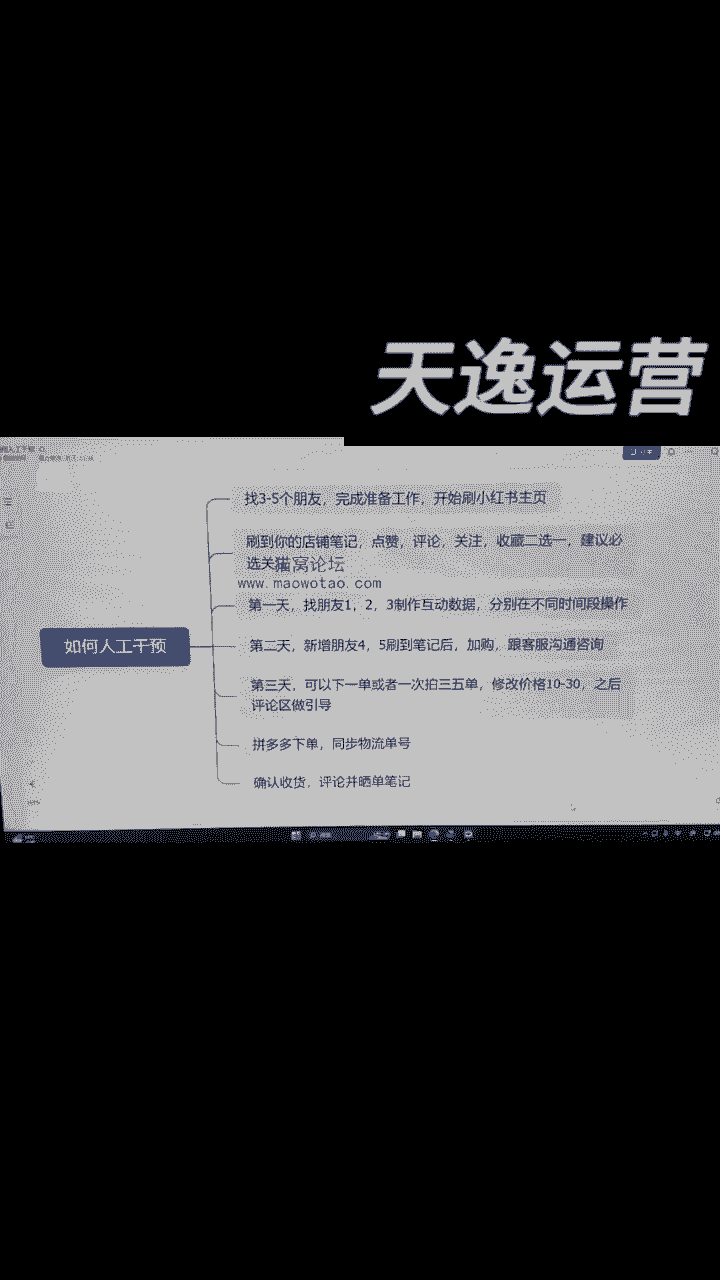 天逸运营
找3-5个朋友，完成准备工作，开始刷小红书主页
刷到你的店铺笔记，点赞，评论，关注，收藏二选一，建议必
选关
猫窝论坛
www.maowotao.com
第一天，找朋友1，2，3制作互动数据，分别在不同时间段操作
如何人工干预
第二天，新增朋友4，5刷到笔记后，加购，跟客服沟通咨询
第三天，可以下一单或者一次拍三五单，修改价格10-30，之后
评论区做引导
拼多多下单，同步物流单号
确认收货，评论并晒单笔记